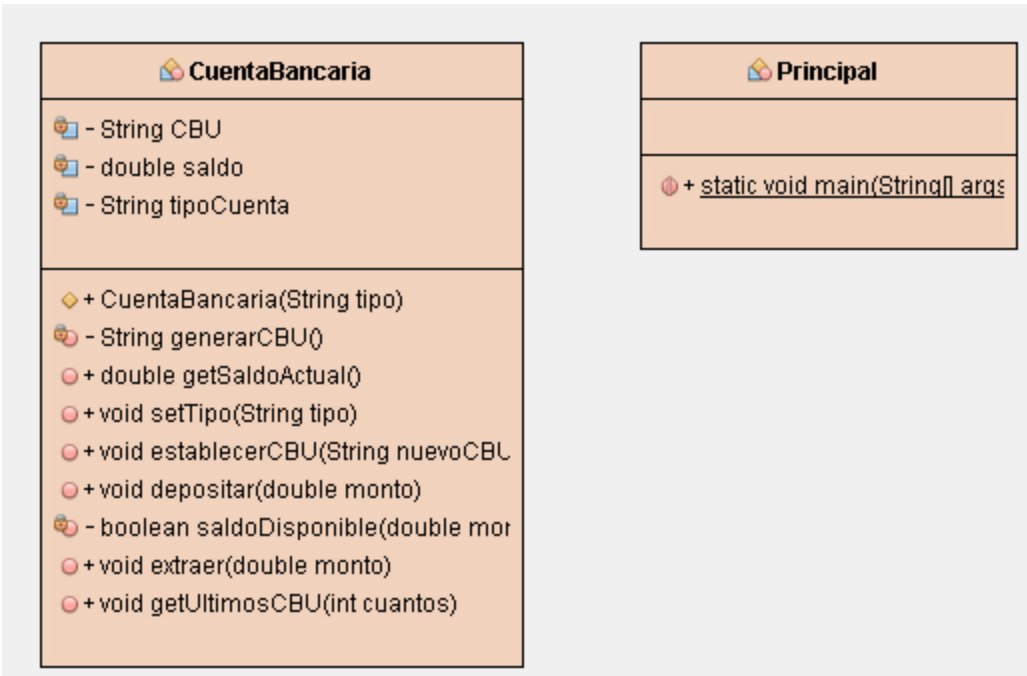 CuentaBancaria
- String CBU
- double saldo
- String tipoCuenta
+ CuentaBancaria(String tipo)
- String generarCBU()
+ double getSaldoActual()
+ void setTipo(String tipo)
+ void establecerCBU(String nuevoCBU
+ void depositar(double monto)
- boolean saldoDisponible(double mor
+ void extraer(double monto)
+ void getUltimosCBU(int cuantos)
Principal
+ static void main(String[] args